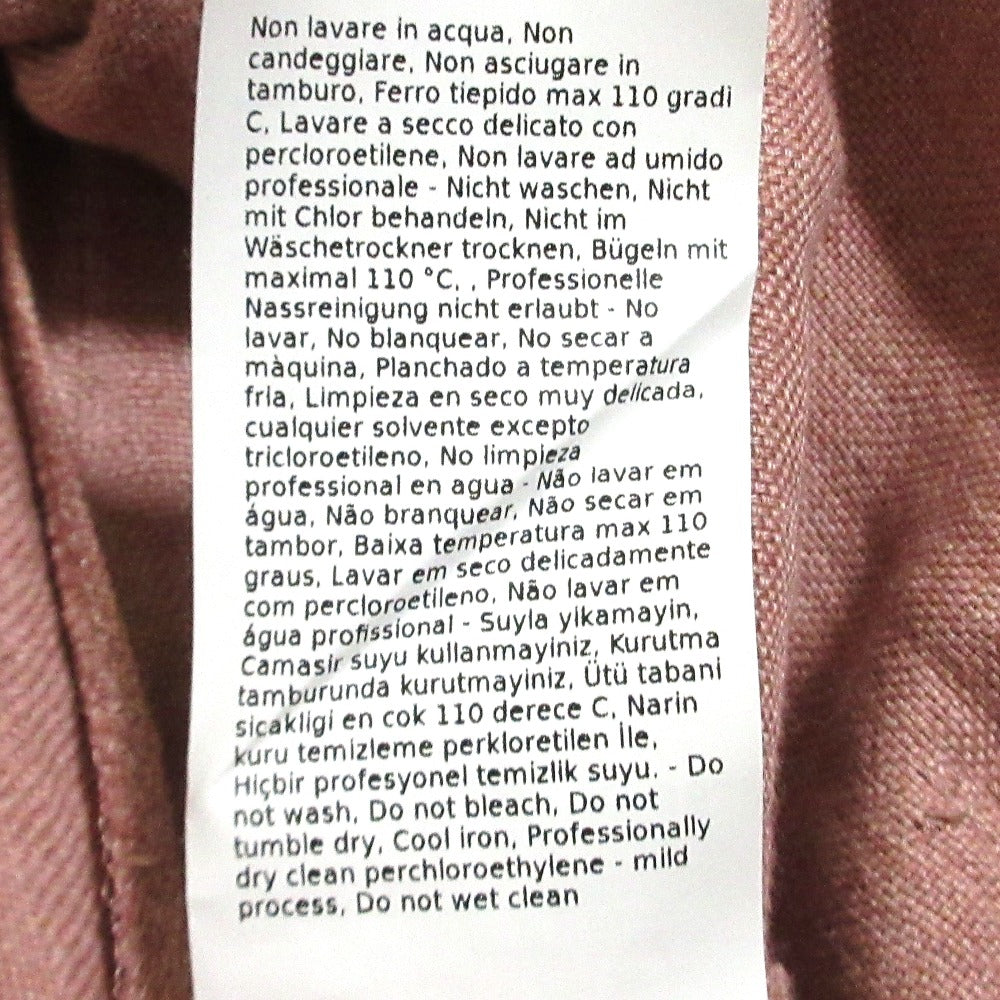 Non lavare in acqua, Non
candeggiare, Non asciugare in
tamburo, Ferro tiepido max 110 gradi
C, Lavare a secco delicato con
percloroetilene, Non lavare ad umido
professionale - Nicht waschen, Nicht
mit Chlor behandeln, Nicht im
Wäschetrockner trocknen, Bügeln mit
maximal 110 °C, , Professionelle
Nassreinigung nicht erlaubt - No
lavar, No blanquear, No secar a
màquina, Planchado a temperatura
fria, Limpieza en seco muy delicada,
cualquier solvente excepto
tricloroetileno, No limpieza
professional en agua - Não lavar em
água, Não branquear, Não secar em
tambor, Baixa temperatura max 110
graus, Lavar em seco delicadamente
com percloroetileno, Não lavar em
água profissional - Suyla yikamayin,
Camasir suyu kullanmayiniz, Kurutma
tamburunda kurutmayiniz, Ütü tabani
sicakligi en cok 110 derece C, Narin
kuru temizleme perkloretilen İle,
Hiçbir profesyonel temizlik suyu. - Do
not wash, Do not bleach, Do not
tumble dry, Cool iron, Professionally
dry clean perchloroethylene - mild
process, Do not wet clean